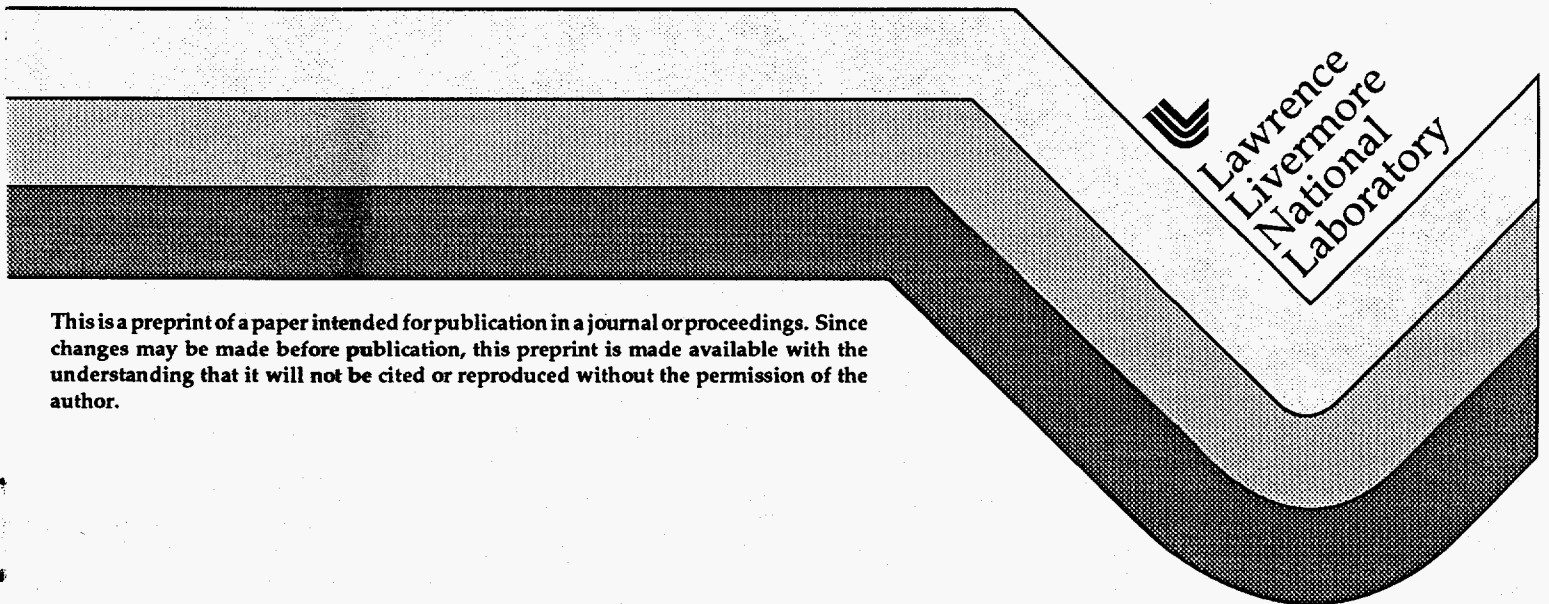 Lawrence
Livermore
National
Laboratory
This is a preprint of a paper intended for publication in a journal or proceedings. Since
changes may be made before publication, this preprint is made available with the
understanding that it will not be cited or reproduced without the permission of the
author.